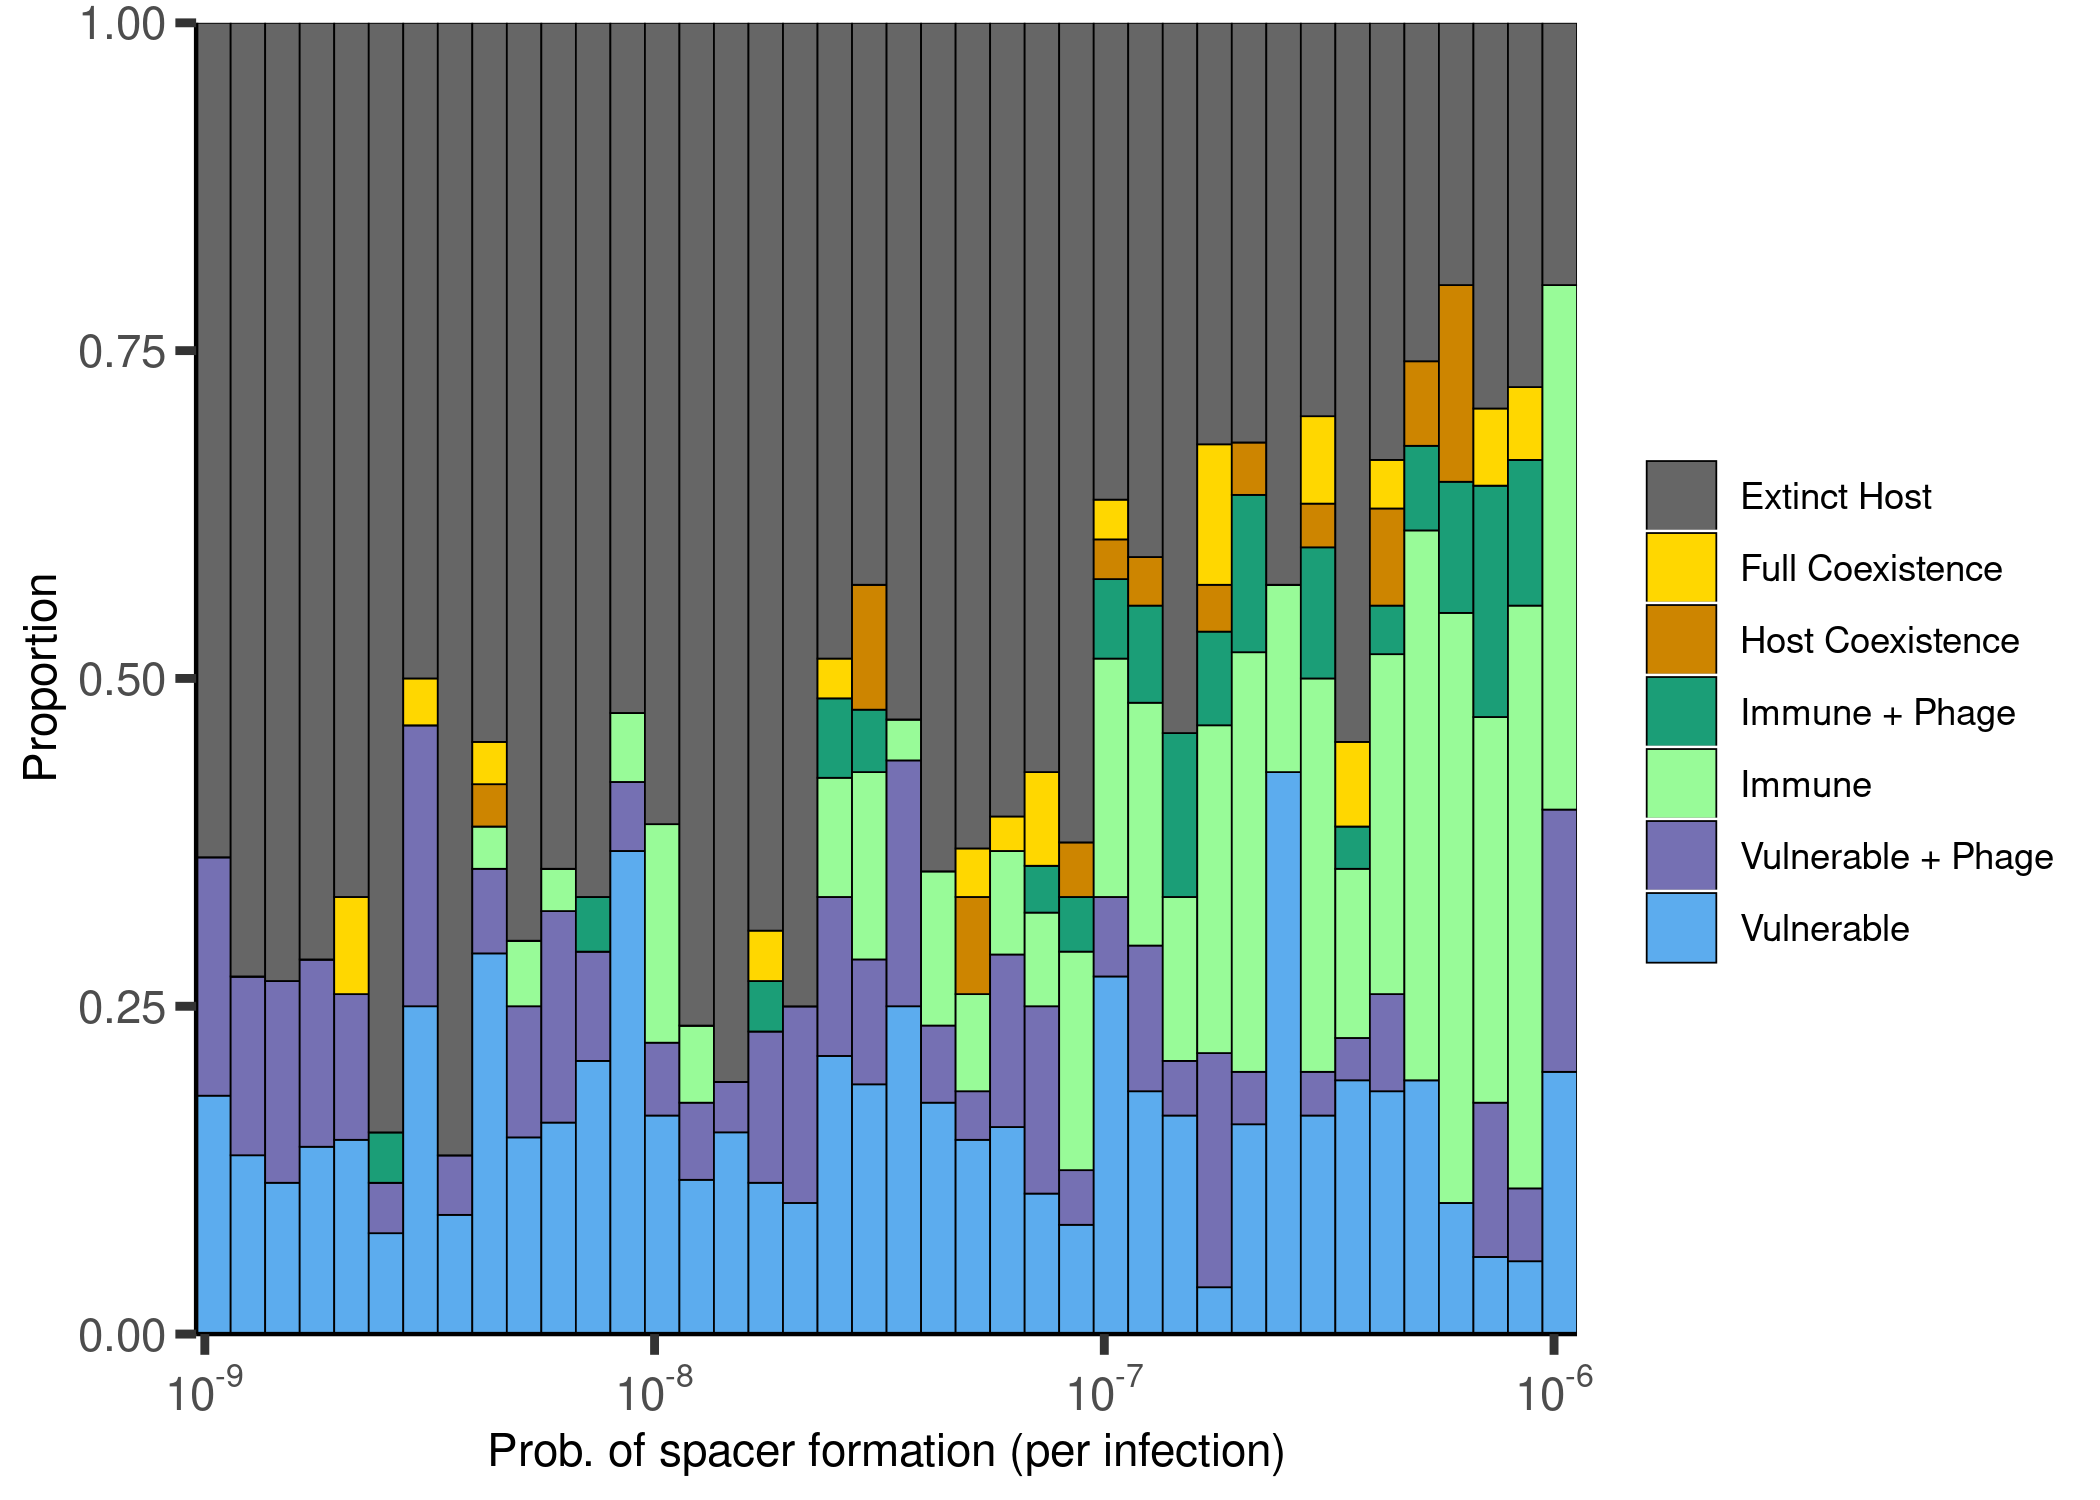 1.00
0.75
0.50
0.25
0.00
Proportion
10-9
10-8
10-7
10-6
Prob. of spacer formation (per infection)
Extinct Host
Full Coexistence
Host Coexistence
Immune + Phage
Immune
Vulnerable + Phage
Vulnerable